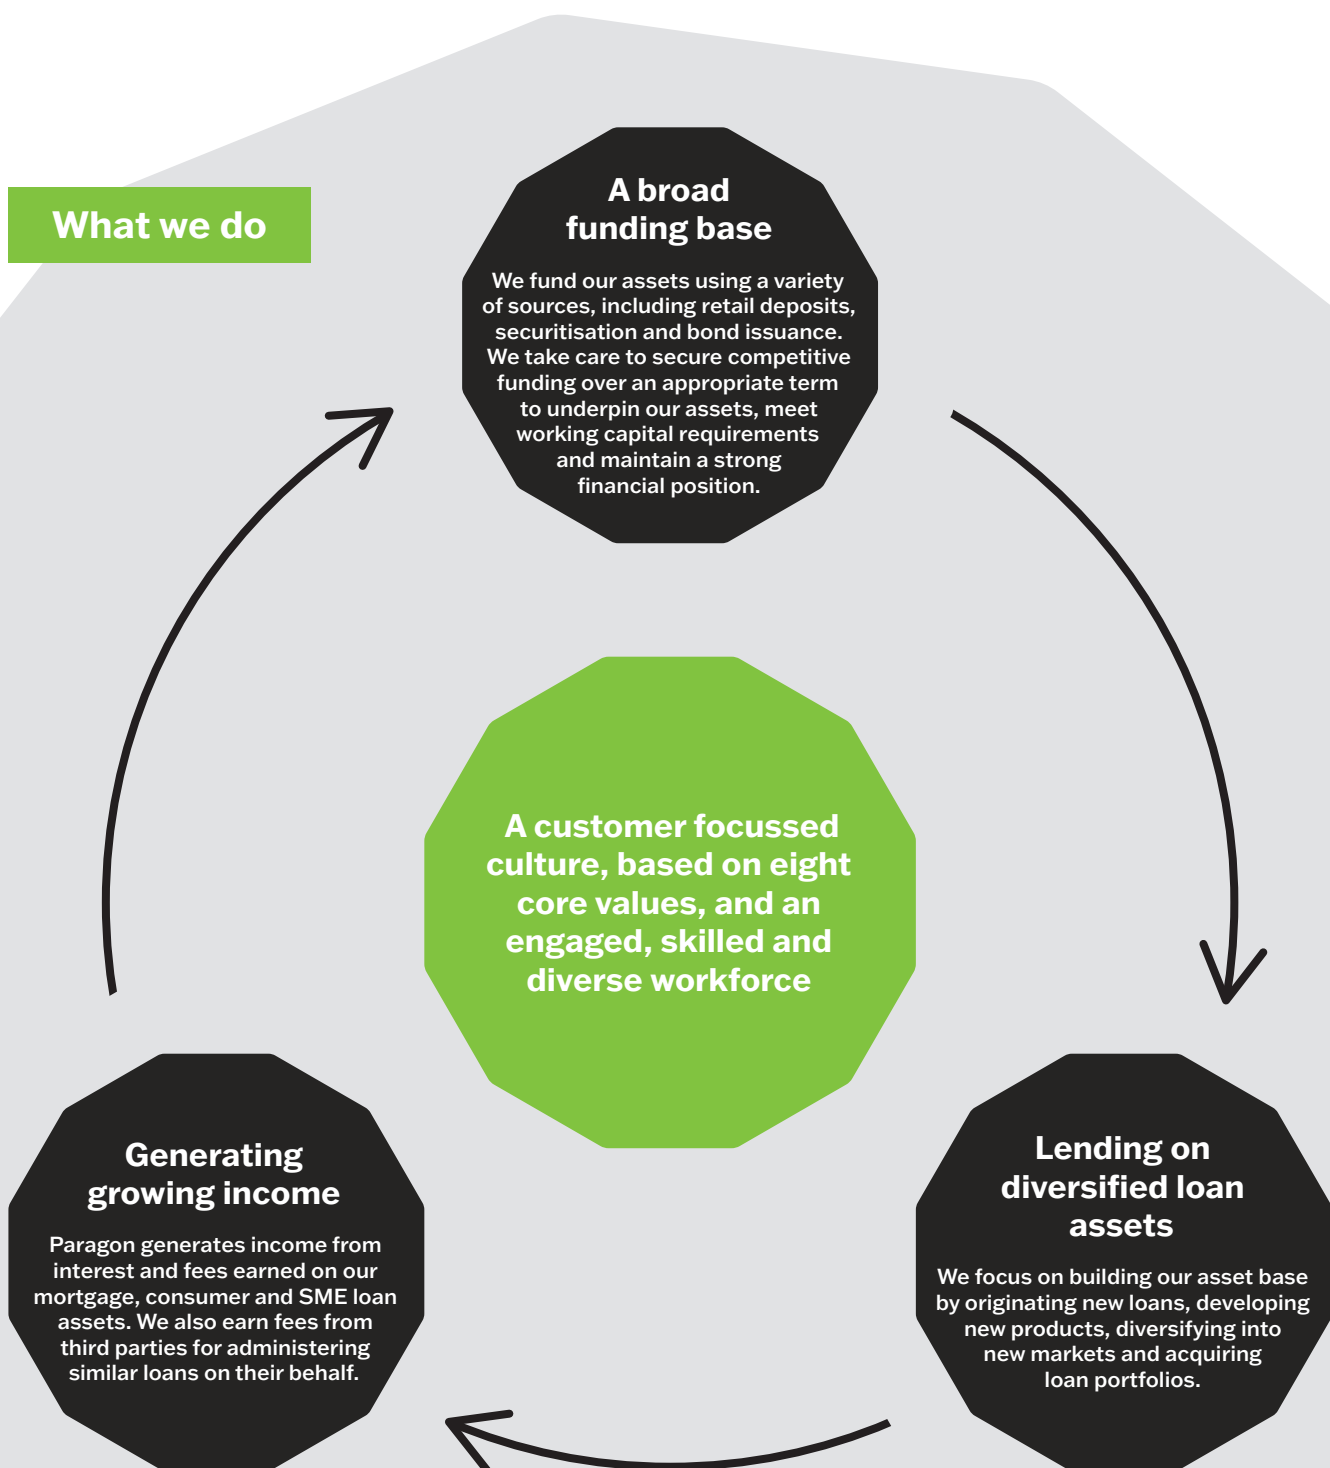 What we do
A broad
funding base
We fund our assets using a variety
of sources, including retail deposits,
securitisation and bond issuance.
We take care to secure competitive
funding over an appropriate term
to underpin our assets, meet
working capital requirements
and maintain a strong
financial position.
A customer focussed
culture, based on eight
core values, and an
engaged, skilled and
diverse workforce
Generating
growing income
Paragon generates income from
interest and fees earned on our
mortgage, consumer and SME loan
assets. We also earn fees from
third parties for administering
similar loans on their behalf.
Lending on
diversified loan
assets
We focus on building our asset base
by originating new loans, developing
new products, diversifying into
new markets and acquiring
loan portfolios.